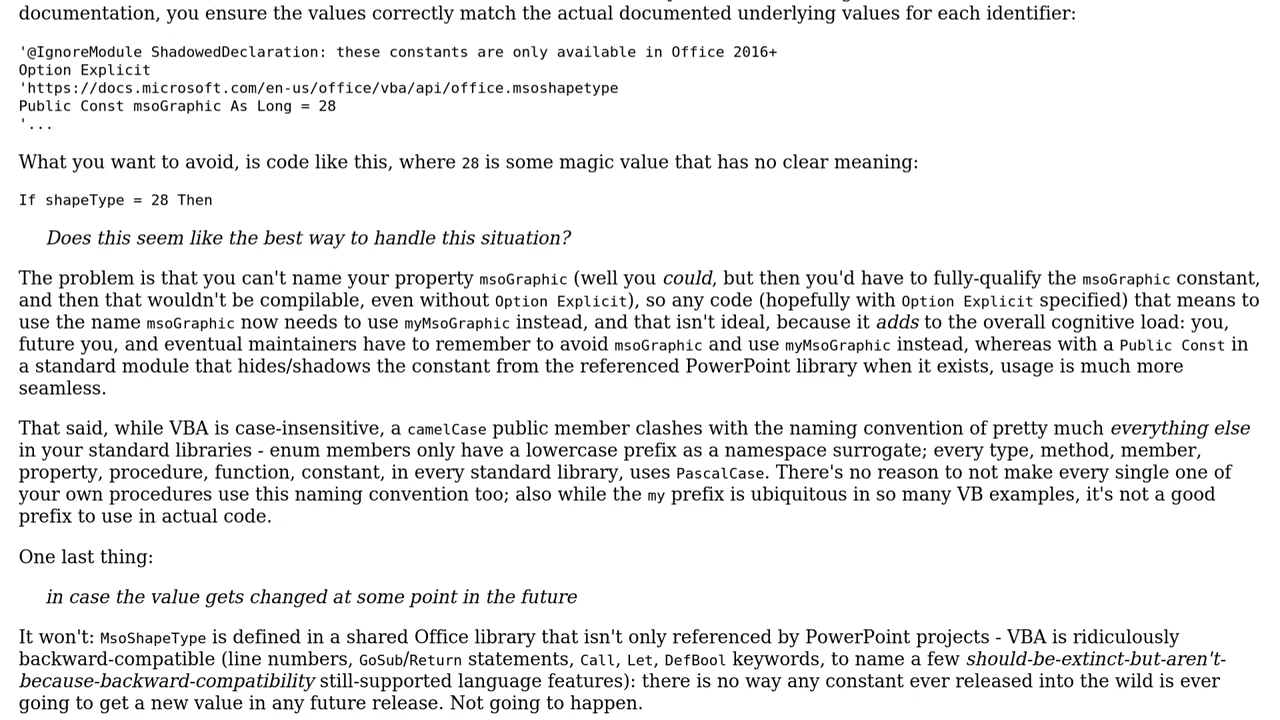 documentation, you ensure the values correctly match the actual documented underlying values for each identifier:
'@IgnoreModule ShadowedDeclaration: these constants are only available in Office 2016+
Option Explicit
'https://docs.microsoft.com/en-us/office/vba/api/office.msoshapetype
Public Const msoGraphic As Long = 28
'...
What you want to avoid, is code like this, where 28 is some magic value that has no clear meaning:
If shapeType = 28 Then
Does this seem like the best way to handle this situation?
The problem is that you can't name your property msoGraphic (well you could, but then you'd have to fully-qualify the msoGraphic constant,
and then that wouldn't be compilable, even without Option Explicit), so any code (hopefully with Option Explicit specified) that means to
use the name msoGraphic now needs to use myMsoGraphic instead, and that isn't ideal, because it adds to the overall cognitive load: you,
future you, and eventual maintainers have to remember to avoid msoGraphic and use myMsoGraphic instead, whereas with a Public Const in
a standard module that hides/shadows the constant from the referenced PowerPoint library when it exists, usage is much more
seamless.
That said, while VBA is case-insensitive, a camelCase public member clashes with the naming convention of pretty much everything else
in your standard libraries - enum members only have a lowercase prefix as a namespace surrogate; every type, method, member,
property, procedure, function, constant, in every standard library, uses PascalCase. There's no reason to not make every single one of
your own procedures use this naming convention too; also while the my prefix is ubiquitous in so many VB examples, it's not a good
prefix to use in actual code.
One last thing:
in case the value gets changed at some point in the future
It won't: MsoShapeType is defined in a shared Office library that isn't only referenced by PowerPoint projects - VBA is ridiculously
backward-compatible (line numbers, GoSub/Return statements, Call, Let, DefBool keywords, to name a few should-be-extinct-but-aren't-
because-backward-compatibility still-supported language features): there is no way any constant ever released into the wild is ever
going to get a new value in any future release. Not going to happen.